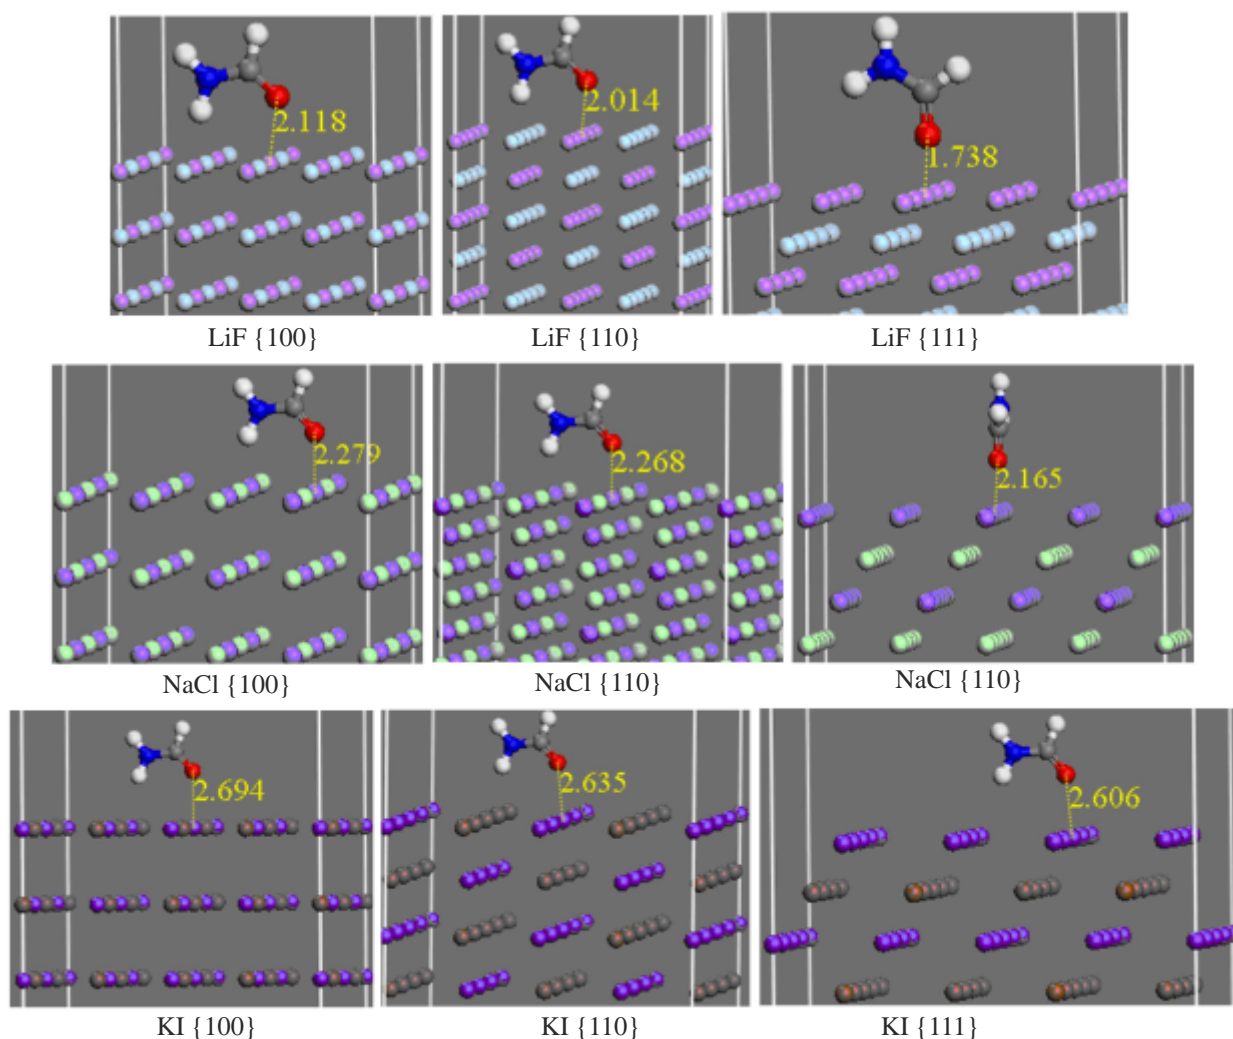 2.118
2.014
1.738
LiF {100}
LiF {110}
LiF {111}
2.279
2.268
2.165
NaCl {100}
NaCl {110}
NaCl {110}
2.694
2.635
2.606
KI {100}
KI {110}
KI {111}